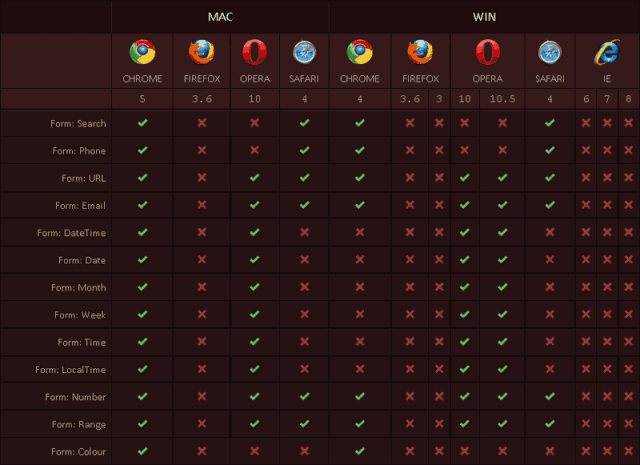 MAC WIN
CHROME FIREFOX OPERA SAFARI CHROME FIREFOX OPERA SAFARI IE
5 3.6 10 4 4 3.6 3 10 10.5 4 6 7 8
Form: Search
Form: Phone
Form: URL
Form: Email
Form: DateTime
Form: Date
Form: Month
Form: Week
Form: Time
Form: LocalTime
Form: Number
Form: Range
Form: Colour